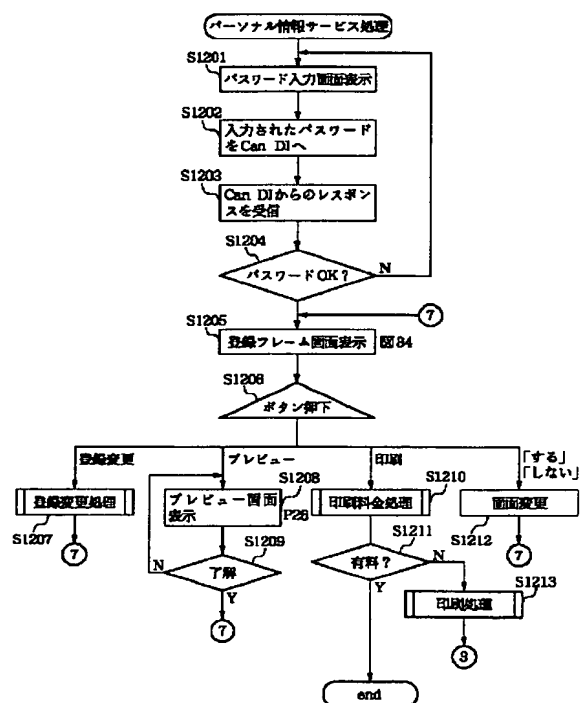 パーソナル情報サービス処理
S1201
パスワード入力画面表示
S1202
入力されたパスワード
をCan DIへ
S1203
Can DIからのレスポン
スを受信
S1204
パスワードOK？
N
⑦
S1205
登録フレーム画面表示 図34
S1206
ボタン押下
登録変更
プレビュー
印刷
「する」
「しない」
登録変更処理
S1207
⑦
S1208
プレビュー画面
表示
P26
S1209
了解
N
Y
⑦
S1210
印刷料金処理
S1211
有料？
N
Y
画面変更
S1212
⑦
S1213
印刷処理
③
end